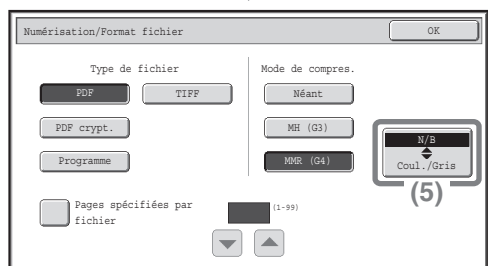 Numérisation/Format fichier
OK
Type de fichier
Mode de compres.
PDF
TIFF
Néant
PDF crypt.
MH (G3)
N/B
Coul./Gris
Programme
MMR (G4)
(5)
Pages spécifiées par
fichier
(1-99)